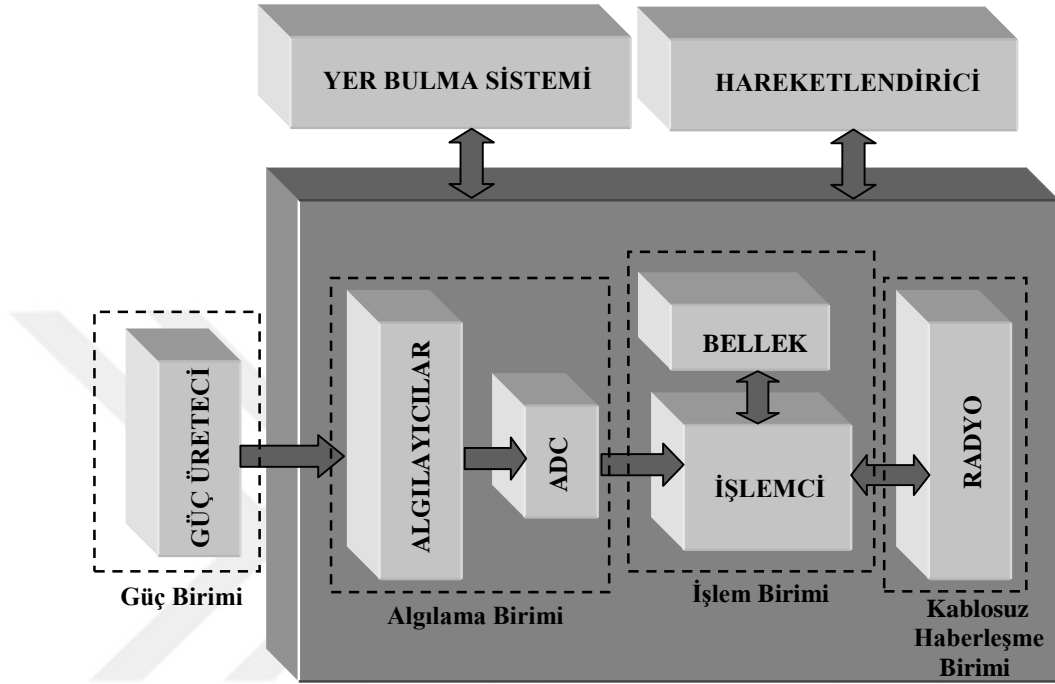 YER BULMA SİSTEMİ
HAREKETLENDİRİCİ
GÜÇ ÜRETECİ
ALGILAYICILAR
ADC
BELLEK
İŞLEMCİ
RADYO
Güç Birimi
Algılama Birimi
İşlem Birimi
Kablosuz
Haberleşme
Birimi